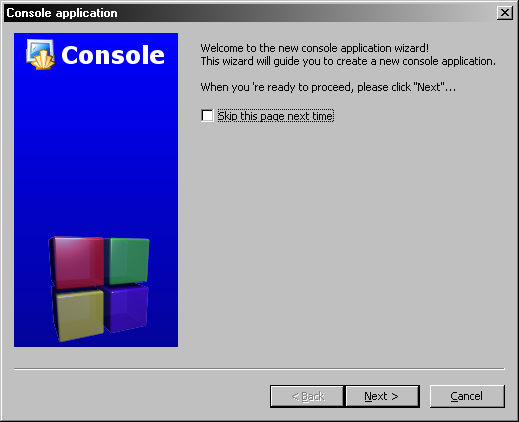 Console application
Console
Welcome to the new console application wizard!
This wizard will guide you to create a new console application.
When you 're ready to proceed, please click "Next"...
Skip this page next time
< Back
Next >
Cancel